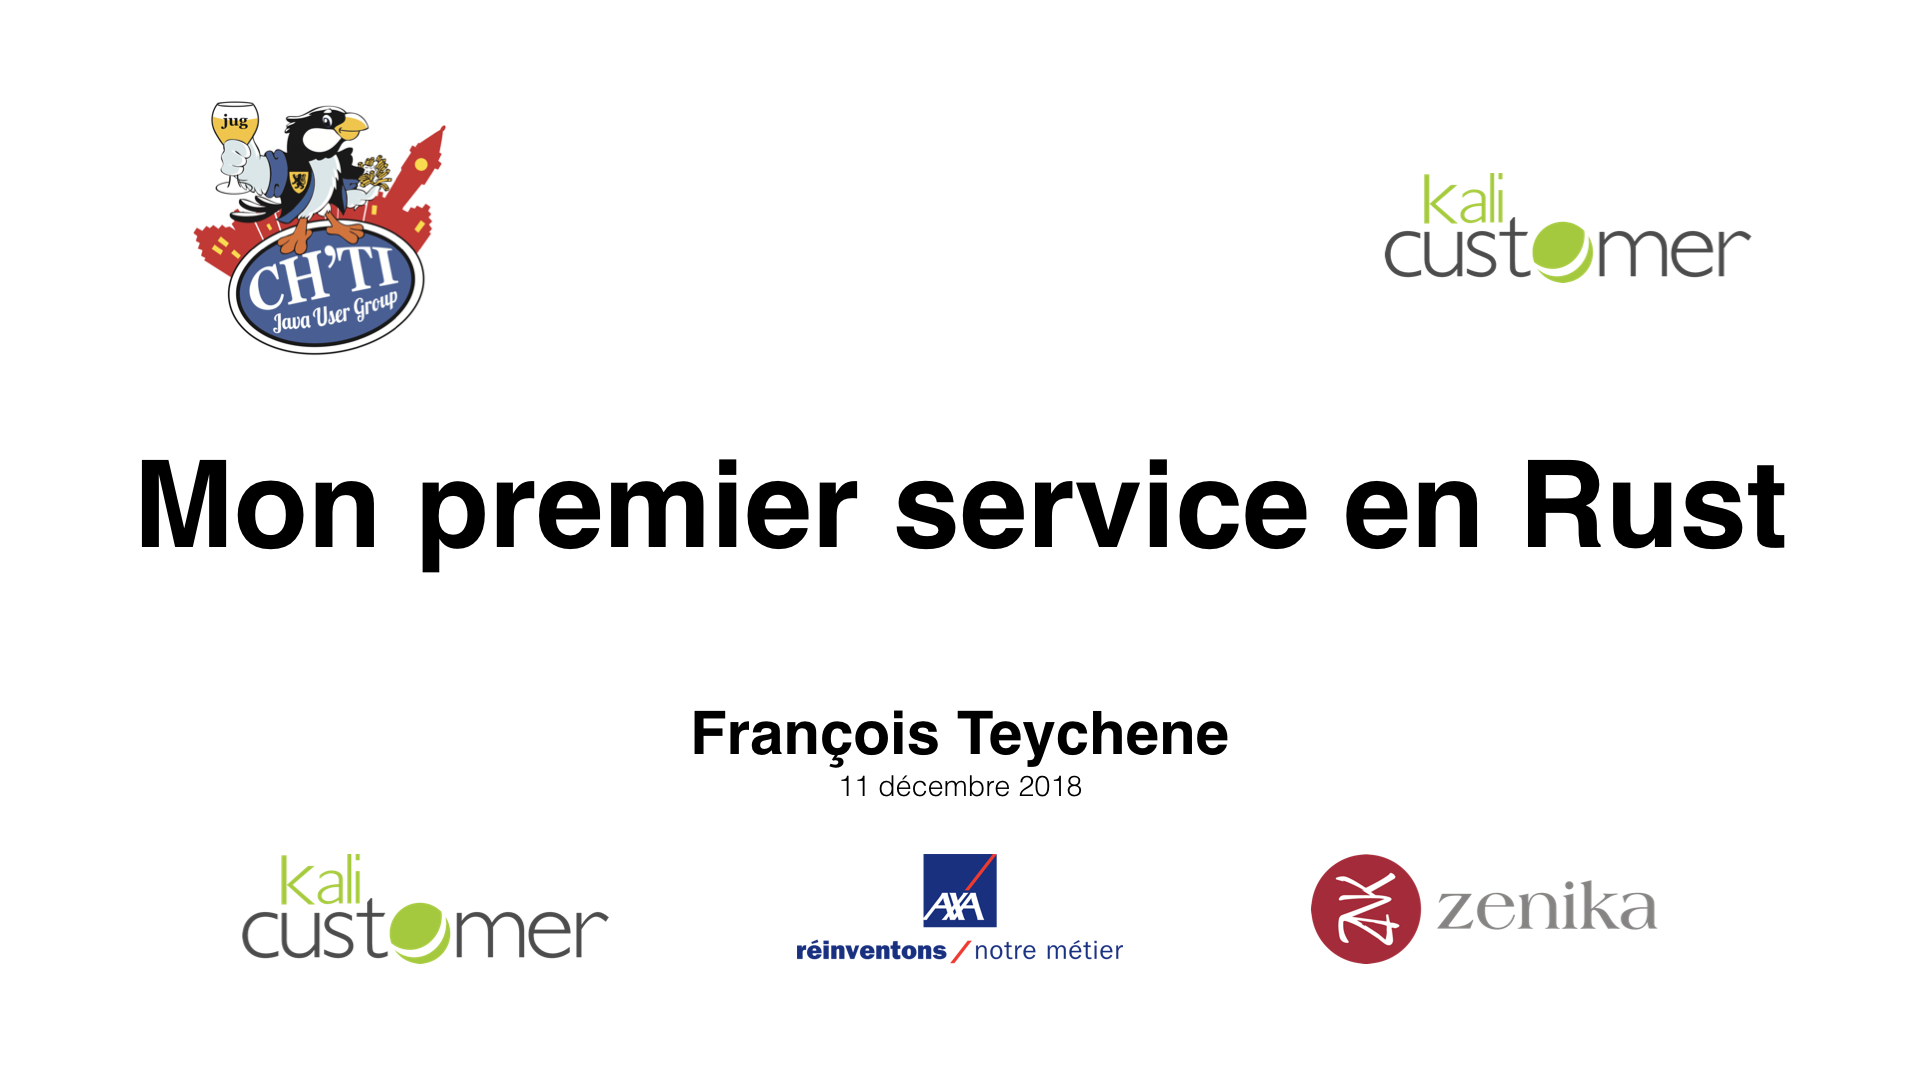 jug
CH'TI
Java User Group
kali
customer
Mon premier service en Rust
François Teychene
11 décembre 2018
kali
customer
AXA
réinventons / notre métier
zenika